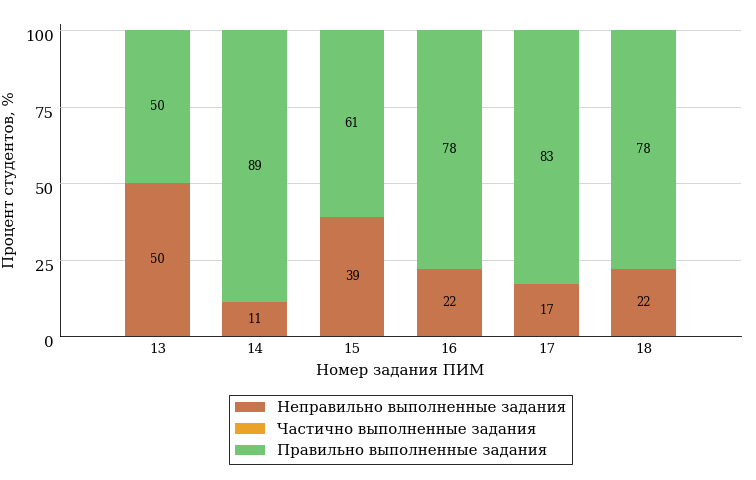 Процент студентов, %
100
75
50
25
0
50 89 61 78 83 78
50 11 39 22 17 22
13 14 15 16 17 18
Номер задания ПИМ
Неправильно выполненные задания
Частично выполненные задания
Правильно выполненные задания